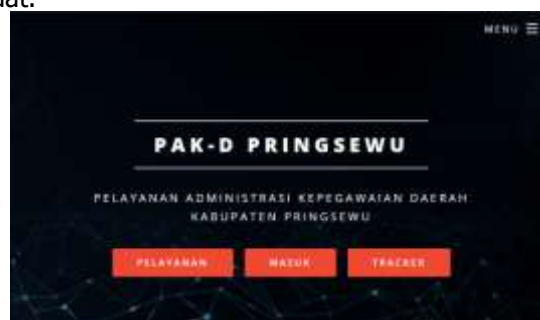 MENU
PAK-D PRINGSEWU
PELAYANAN ADMINISTRASI KEPEGAWAIAN DAERAH
KABUPATEN PRINGSEWU
PELAYANAN MASUK TRACKER